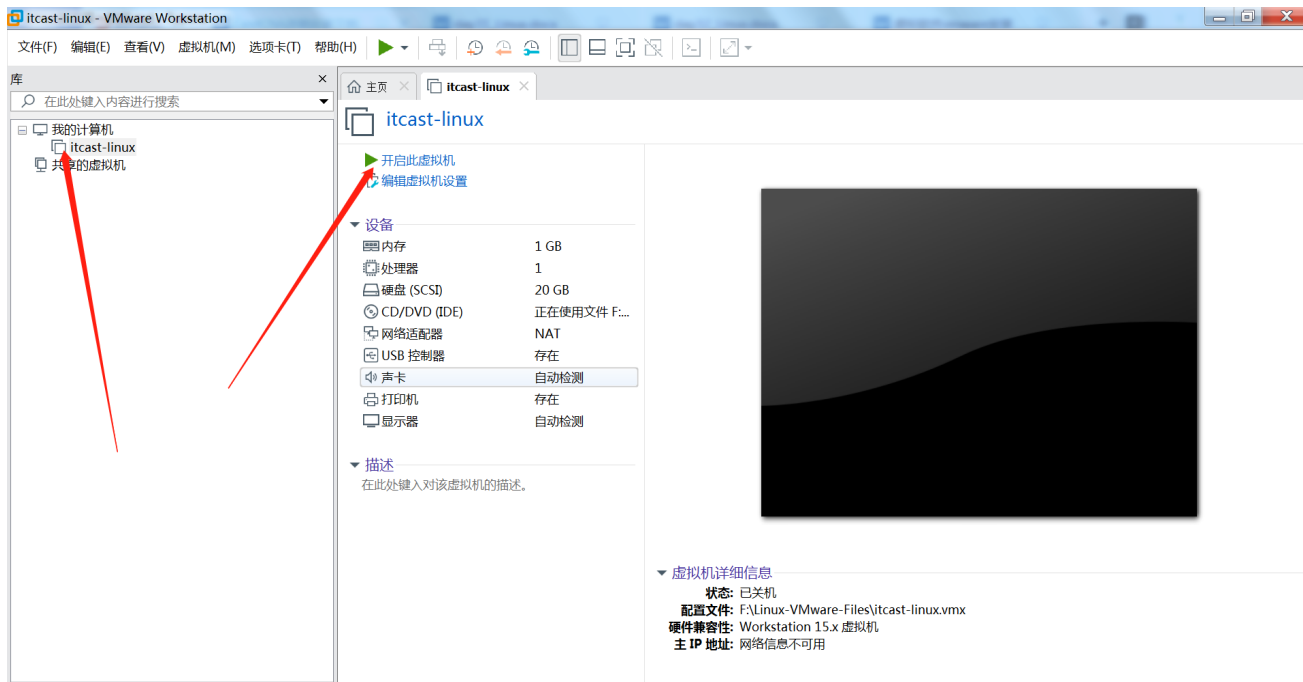 itcast-linux - VMware Workstation
文件(F) 编辑(E) 查看(V) 虚拟机(M) 选项卡(T) 帮助(H)
库
在此处键入内容进行搜索
我的计算机
itcast-linux
共享的虚拟机
主页
itcast-linux
itcast-linux
开启此虚拟机
编辑虚拟机设置
设备
内存 1 GB
处理器 1
硬盘 (SCSI) 20 GB
CD/DVD (IDE) 正在使用文件 F:...
网络适配器 NAT
USB 控制器 存在
声卡 自动检测
打印机 存在
显示器 自动检测
描述
在此处键入对该虚拟机的描述。
虚拟机详细信息
状态: 已关机
配置文件: F:\Linux-VMware-Files\itcast-linux.vmx
硬件兼容性: Workstation 15.x 虚拟机
主 IP 地址: 网络信息不可用